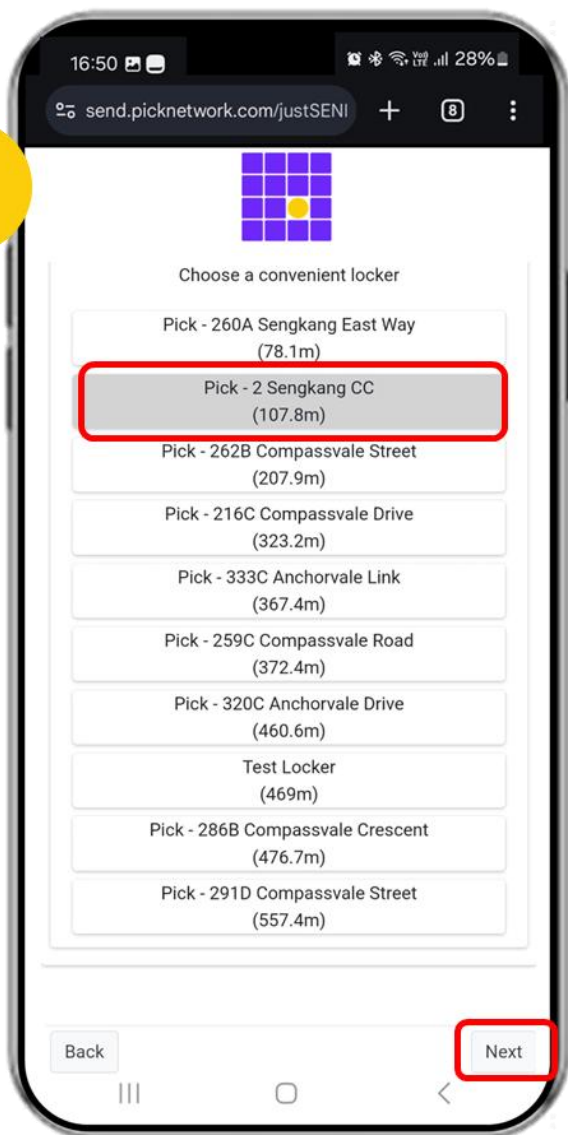 16:50
28%
send.picknetwork.com/justSENI
8
Choose a convenient locker
Pick - 260A Sengkang East Way
(78.1m)
Pick - 2 Sengkang CC
(107.8m)
Pick - 262B Compassvale Street
(207.9m)
Pick - 216C Compassvale Drive
(323.2m)
Pick - 333C Anchorvale Link
(367.4m)
Pick - 259C Compassvale Road
(372.4m)
Pick - 320C Anchorvale Drive
(460.6m)
Test Locker
(469m)
Pick - 286B Compassvale Crescent
(476.7m)
Pick - 291D Compassvale Street
(557.4m)
Back
Next